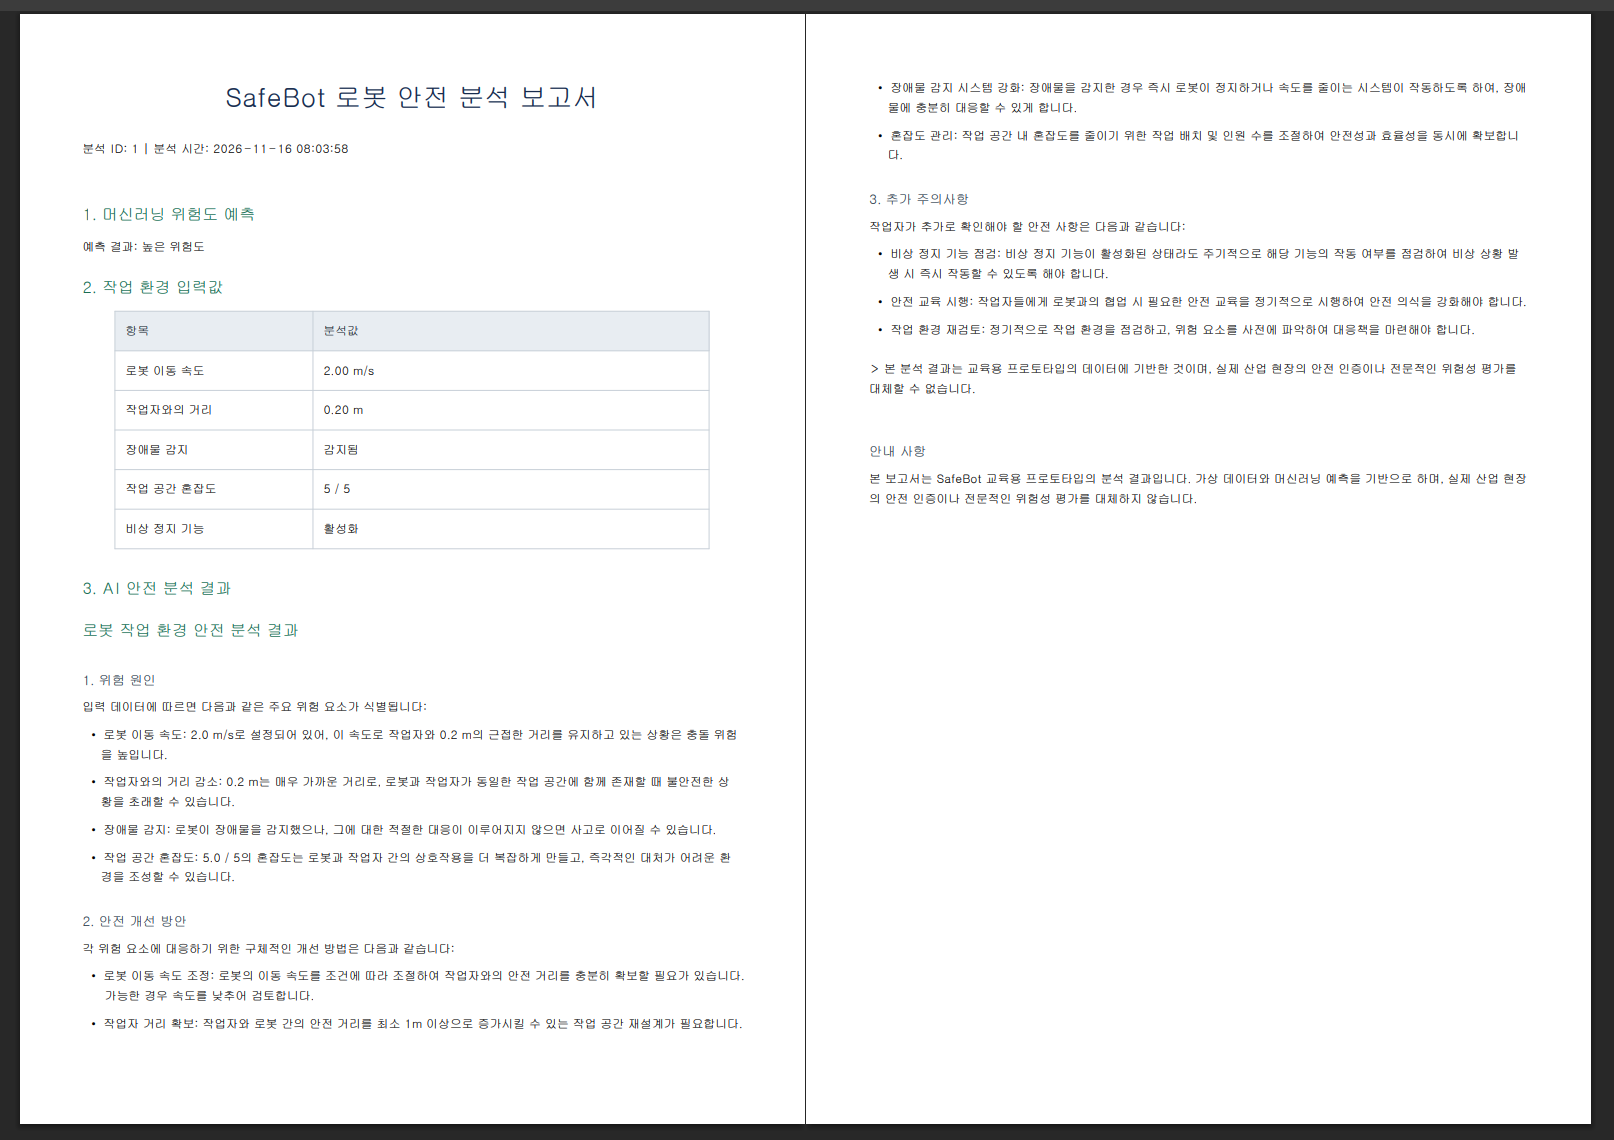 SafeBot 로봇 안전 분석 보고서
분석 ID: 1 | 분석 시간: 2026-11-16 08:03:58
1. 머신러닝 위험도 예측
예측 결과: 높은 위험도
2. 작업 환경 입력값
항목 분석값
로봇 이동 속도 2.00 m/s
작업자와의 거리 0.20 m
장애물 감지 감지됨
작업 공간 혼잡도 5 / 5
비상 정지 기능 활성화
3. AI 안전 분석 결과
로봇 작업 환경 안전 분석 결과
1. 위험 원인
입력 데이터에 따르면 다음과 같은 주요 위험 요소가 식별됩니다:
• 로봇 이동 속도: 2.0 m/s로 설정되어 있어, 이 속도로 작업자와 0.2 m의 근접한 거리를 유지하고 있는 상황은 충돌 위험
을 높입니다.
• 작업자와의 거리 감소: 0.2 m는 매우 가까운 거리로, 로봇과 작업자가 동일한 작업 공간에 함께 존재할 때 불안전한 상
황을 초래할 수 있습니다.
• 장애물 감지: 로봇이 장애물을 감지했으나, 그에 대한 적절한 대응이 이루어지지 않으면 사고로 이어질 수 있습니다.
• 작업 공간 혼잡도: 5.0 / 5의 혼잡도는 로봇과 작업자 간의 상호작용을 더 복잡하게 만들고, 즉각적인 대처가 어려운 환
경을 조성할 수 있습니다.
2. 안전 개선 방안
각 위험 요소에 대응하기 위한 구체적인 개선 방법은 다음과 같습니다:
• 로봇 이동 속도 조정: 로봇의 이동 속도를 조건에 따라 조절하여 작업자와의 안전 거리를 충분히 확보할 필요가 있습니다.
가능한 경우 속도를 낮추어 검토합니다.
• 작업자 거리 확보: 작업자와 로봇 간의 안전 거리를 최소 1m 이상으로 증가시킬 수 있는 작업 공간 재설계가 필요합니다.
• 장애물 감지 시스템 강화: 장애물을 감지한 경우 즉시 로봇이 정지하거나 속도를 줄이는 시스템이 작동하도록 하여, 장애
물에 충분히 대응할 수 있게 합니다.
• 혼잡도 관리: 작업 공간 내 혼잡도를 줄이기 위한 작업 배치 및 인원 수를 조절하여 안전성과 효율성을 동시에 확보합니
다.
3. 추가 주의사항
작업자가 추가로 확인해야 할 안전 사항은 다음과 같습니다:
• 비상 정지 기능 점검: 비상 정지 기능이 활성화된 상태라도 주기적으로 해당 기능의 작동 여부를 점검하여 비상 상황 발
생 시 즉시 작동할 수 있도록 해야 합니다.
• 안전 교육 시행: 작업자들에게 로봇과의 협업 시 필요한 안전 교육을 정기적으로 시행하여 안전 의식을 강화해야 합니다.
• 작업 환경 재검토: 정기적으로 작업 환경을 점검하고, 위험 요소를 사전에 파악하여 대응책을 마련해야 합니다.
> 본 분석 결과는 교육용 프로토타입의 데이터에 기반한 것이며, 실제 산업 현장의 안전 인증이나 전문적인 위험성 평가를
대체할 수 없습니다.
안내 사항
본 보고서는 SafeBot 교육용 프로토타입의 분석 결과입니다. 가상 데이터와 머신러닝 예측을 기반으로 하며, 실제 산업 현장
의 안전 인증이나 전문적인 위험성 평가를 대체하지 않습니다.